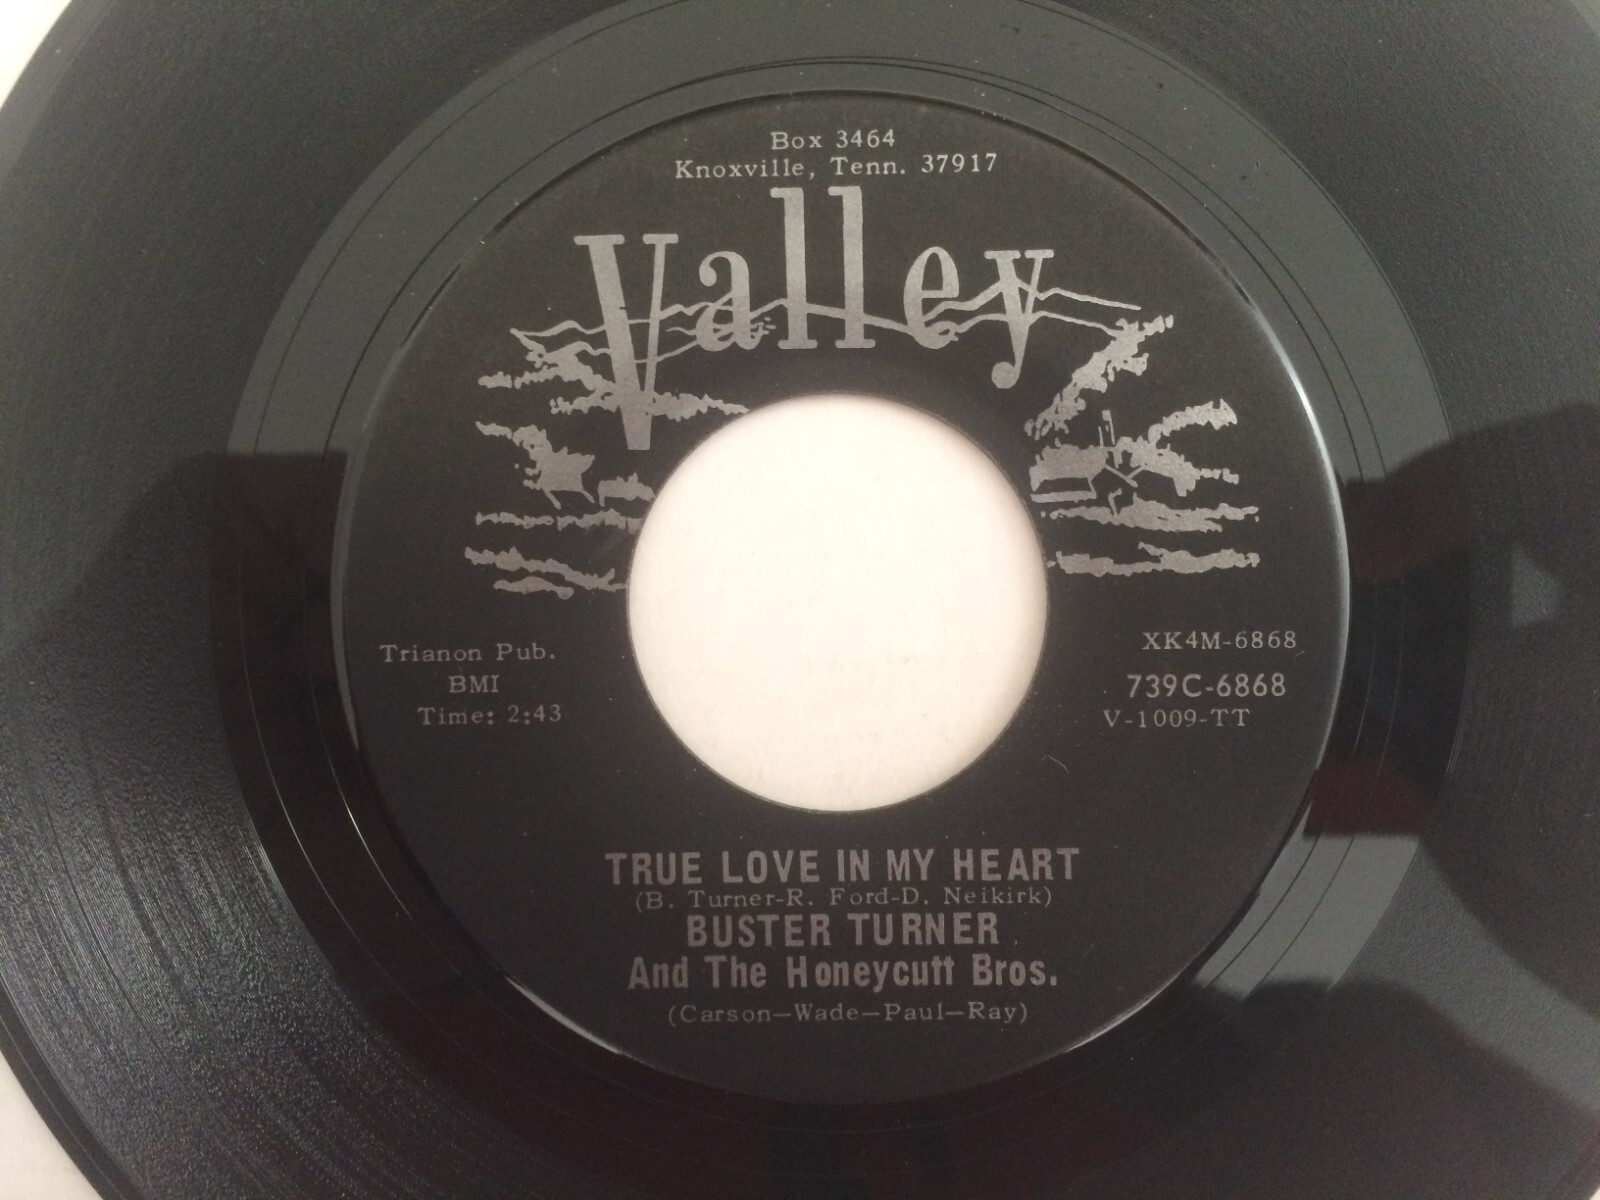 Box 3464
Knoxville, Tenn. 37917
Valley
Trianon Pub.
BMI
Time: 2:43
XK4M-6868
739C-6868
V-1009-TT
TRUE LOVE IN MY HEART
(B. Turner-R. Ford-D. Neikirk)
BUSTER TURNER
And The Honeycutt Bros.
(Carson—Wade—Paul—Ray)